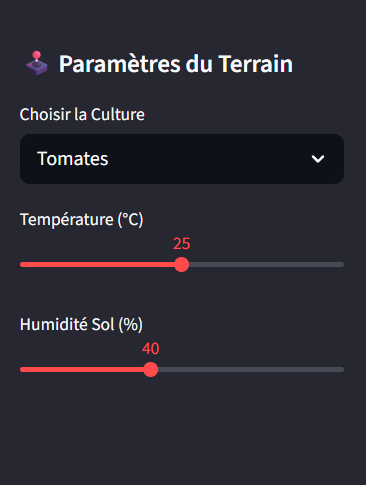 Paramètres du Terrain
Choisir la Culture
Tomates
Température (°C)
25
Humidité Sol (%)
40